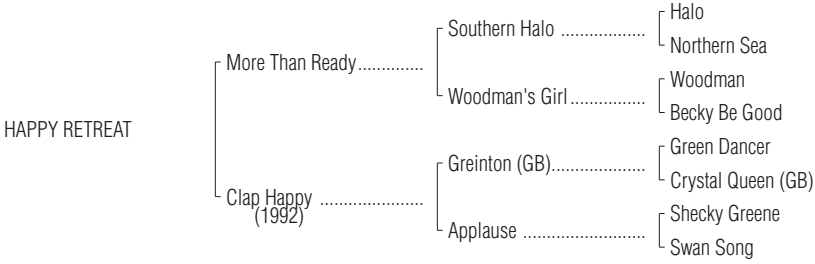 Halo
Southern Halo ...................
Northern Sea
More Than Ready..............
Woodman
Woodman's Girl................
Becky Be Good
HAPPY RETREAT
Green Dancer
Greinton (GB)....................
Crystal Queen (GB)
Clap Happy ......................
(1992)
Shecky Greene
Applause .........................
Swan Song